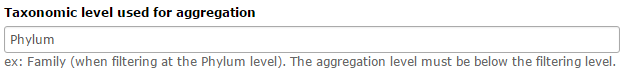 Taxonomic level used for aggregation
Phylum
ex: Family (when filtering at the Phylum level). The aggregation level must be below the filtering level.